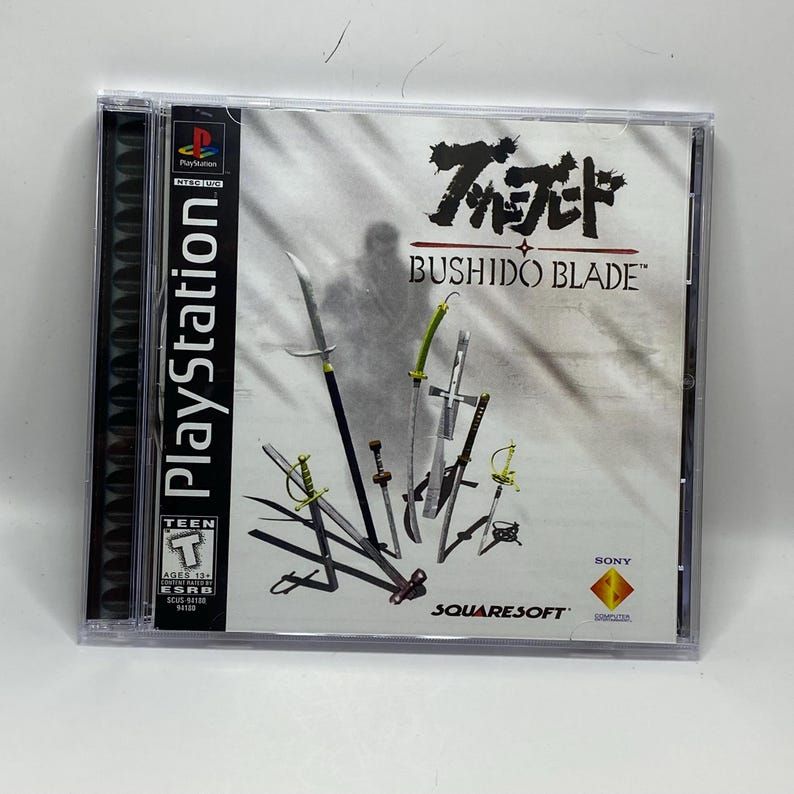 PlayStation
NTSC U/C
PlayStation
ブシドーブレード
BUSHIDO BLADE™
TEEN
T
AGES 13+
CONTENT RATED BY
ESRB
SCUS-94180
94180
SQUARESOFT®
SONY
COMPUTER
ENTERTAINMENT